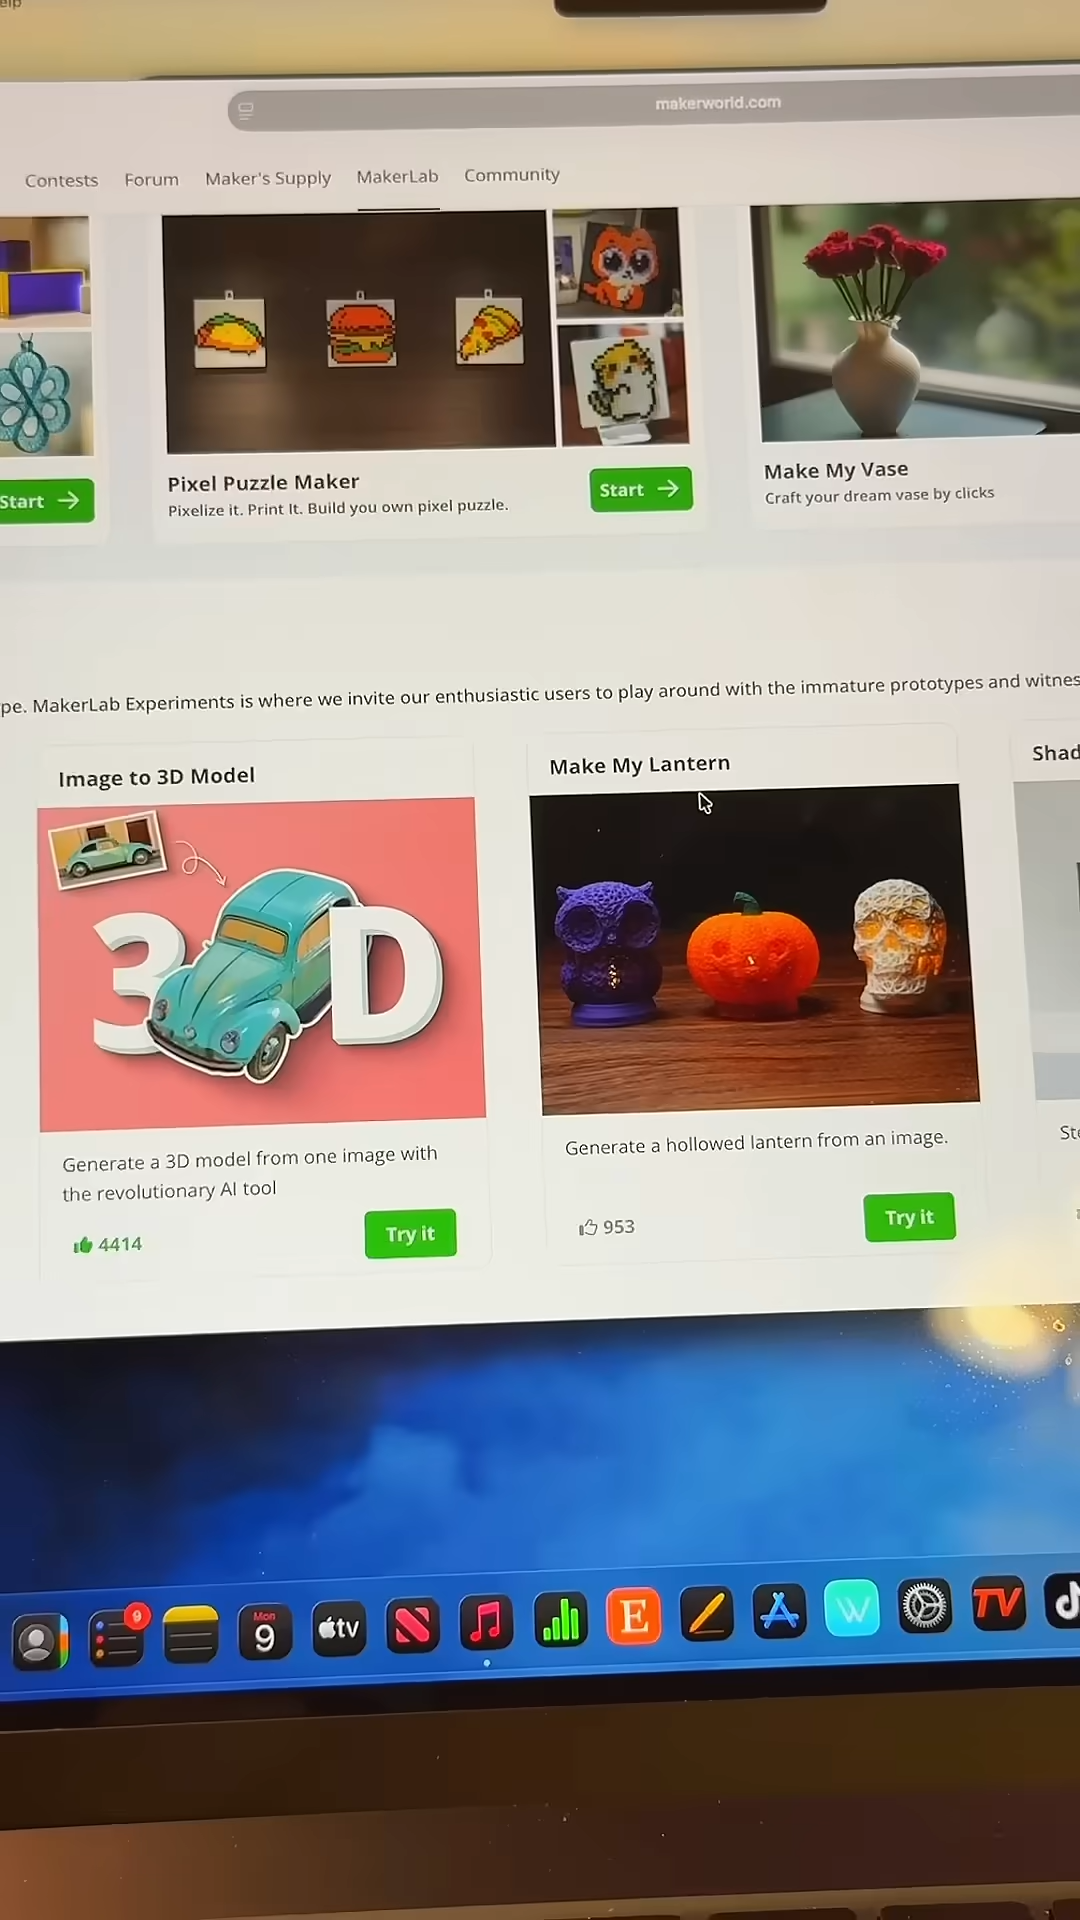 makerworld.com
Contests Forum Maker's Supply MakerLab Community
Start →
Pixel Puzzle Maker
Pixelize it. Print It. Build you own pixel puzzle.
Start →
Make My Vase
Craft your dream vase by clicks
pe. MakerLab Experiments is where we invite our enthusiastic users to play around with the immature prototypes and witnes
Image to 3D Model
3D
Generate a 3D model from one image with
the revolutionary AI tool
4414
Try it
Make My Lantern
Generate a hollowed lantern from an image.
953
Try it
Shad
Ste
9
Mon
9
tv
E
W
TV